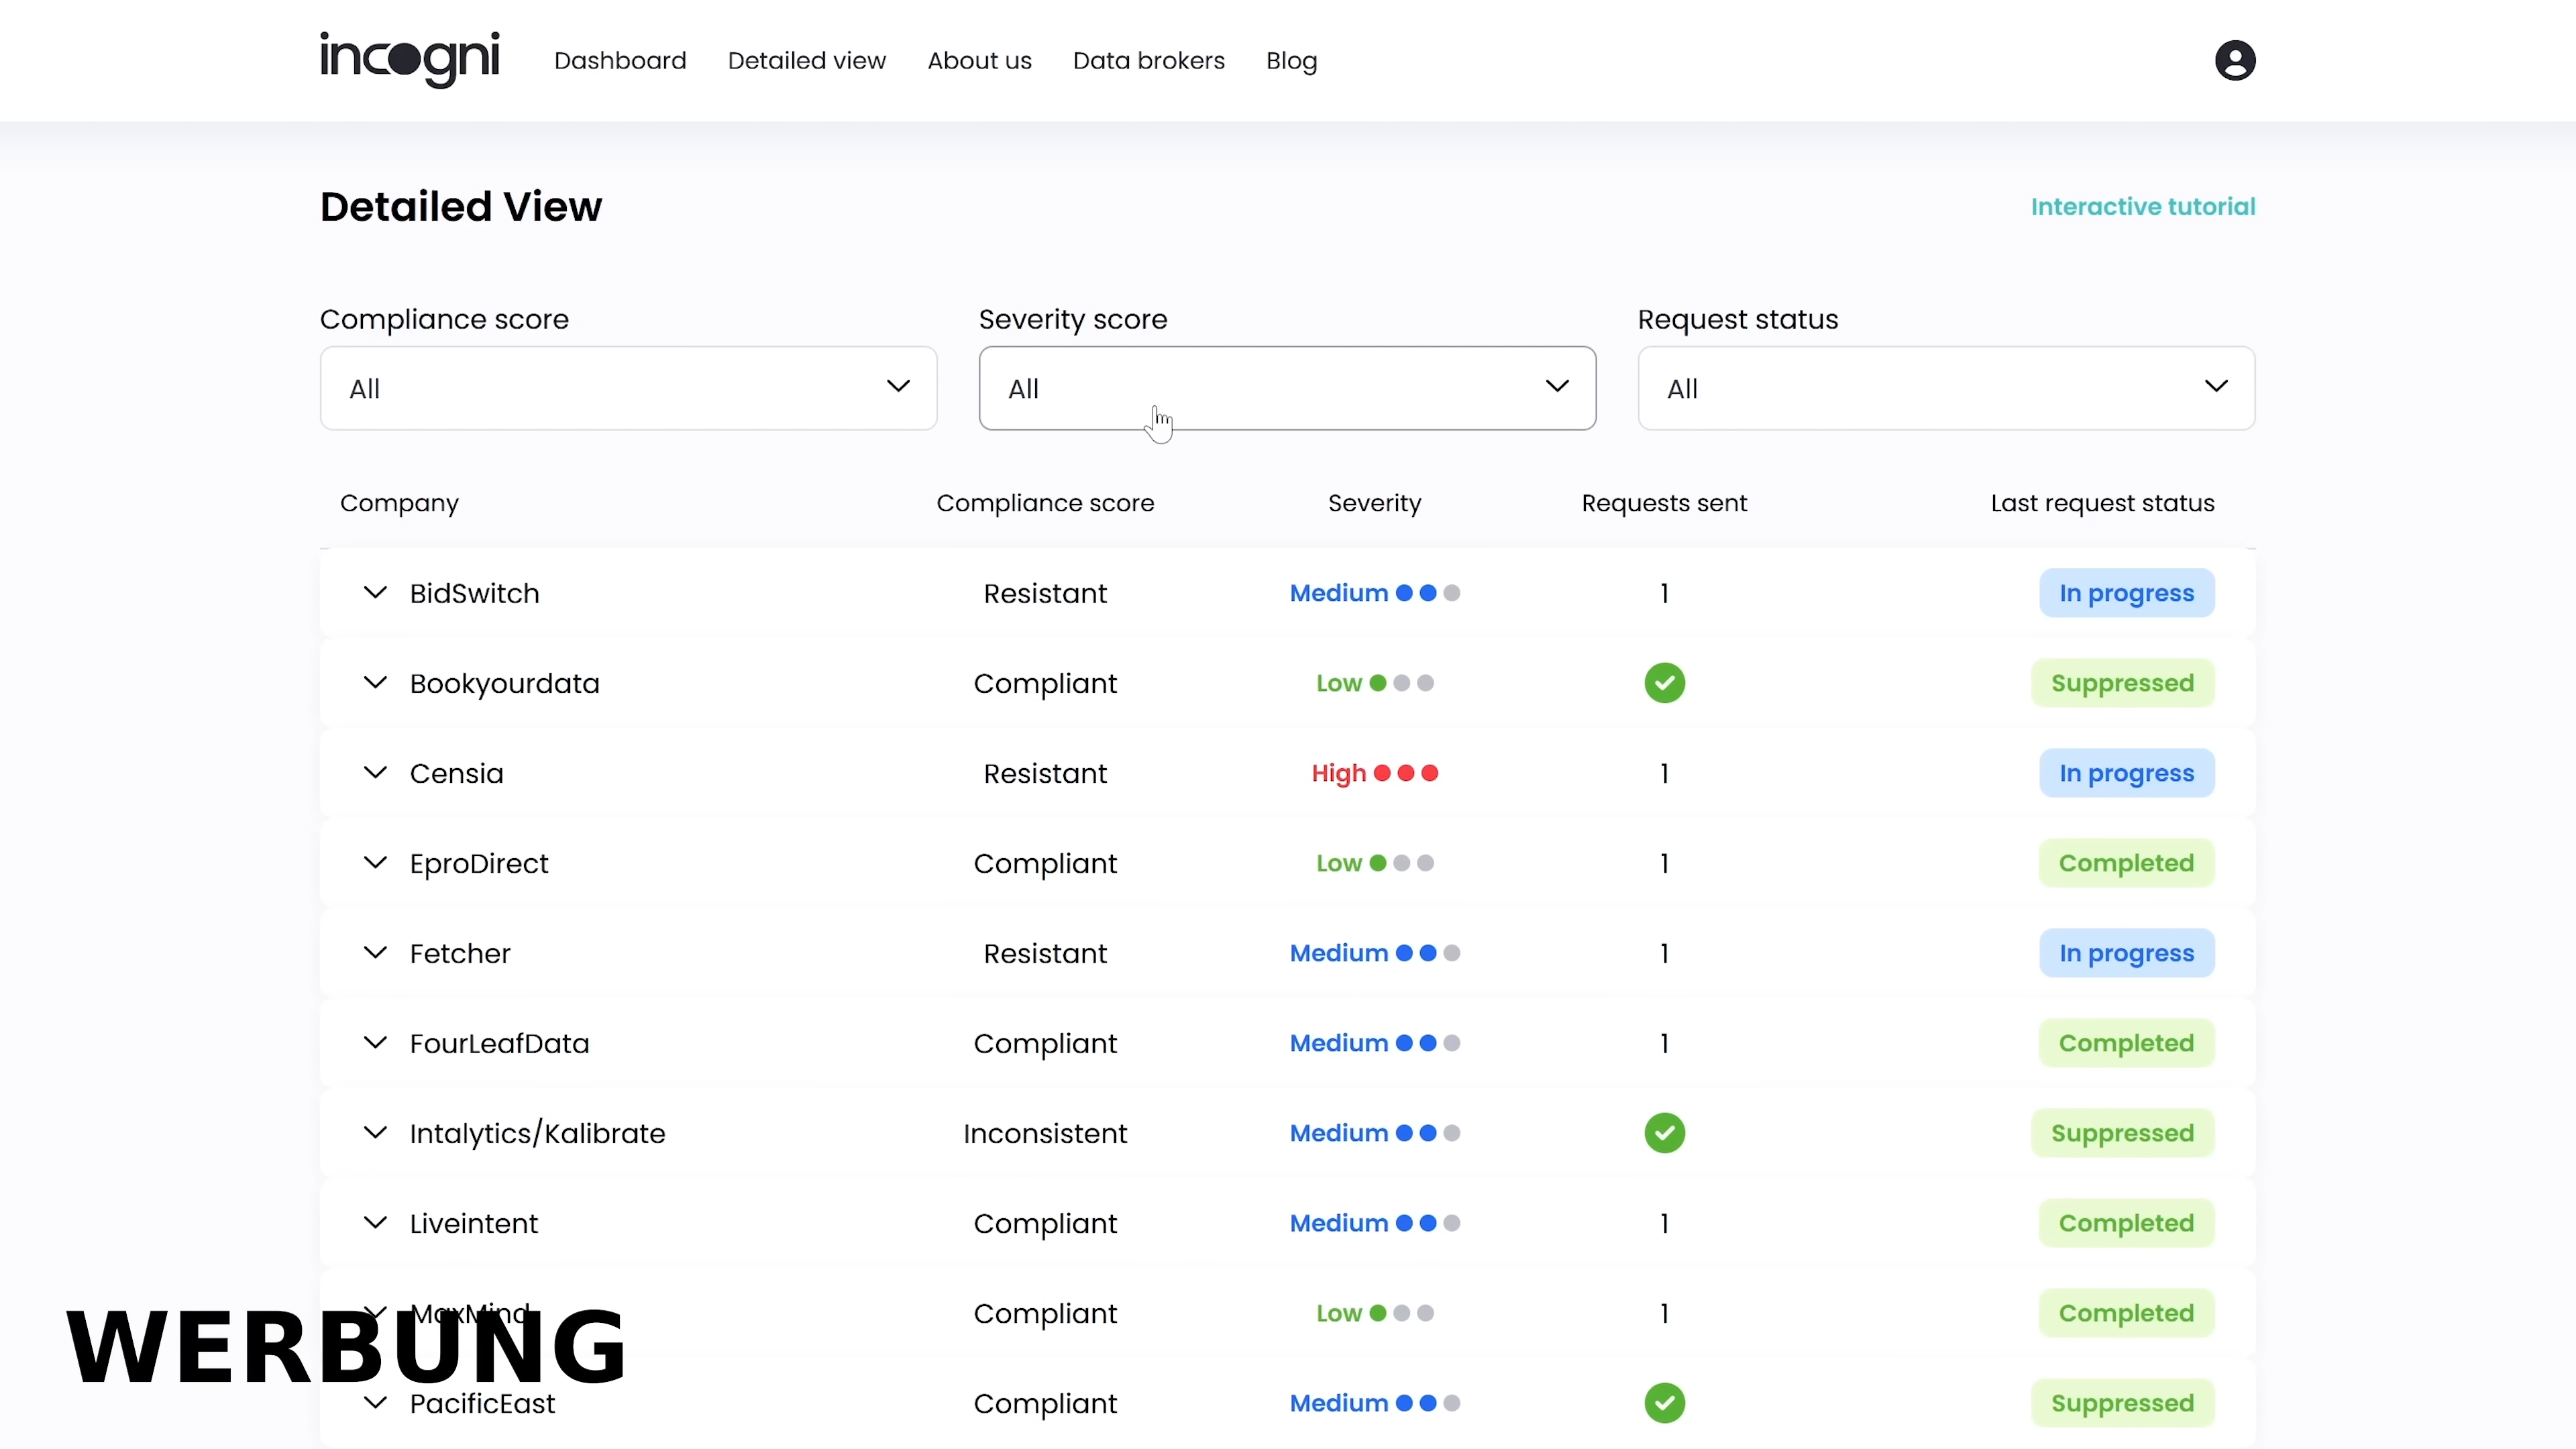 incogni Dashboard Detailed view About us Data brokers Blog
Detailed View Interactive tutorial
Compliance score Severity score Request status
All All All
Company Compliance score Severity Requests sent Last request status
BidSwitch Resistant Medium 1 In progress
Bookyourdata Compliant Low Suppressed
Censia Resistant High 1 In progress
EproDirect Compliant Low 1 Completed
Fetcher Resistant Medium 1 In progress
FourLeafData Compliant Medium 1 Completed
Intalytics/Kalibrate Inconsistent Medium Suppressed
Liveintent Compliant Medium 1 Completed
MaxMind Compliant Low 1 Completed
WERBUNG
PacificEast Compliant Medium Suppressed